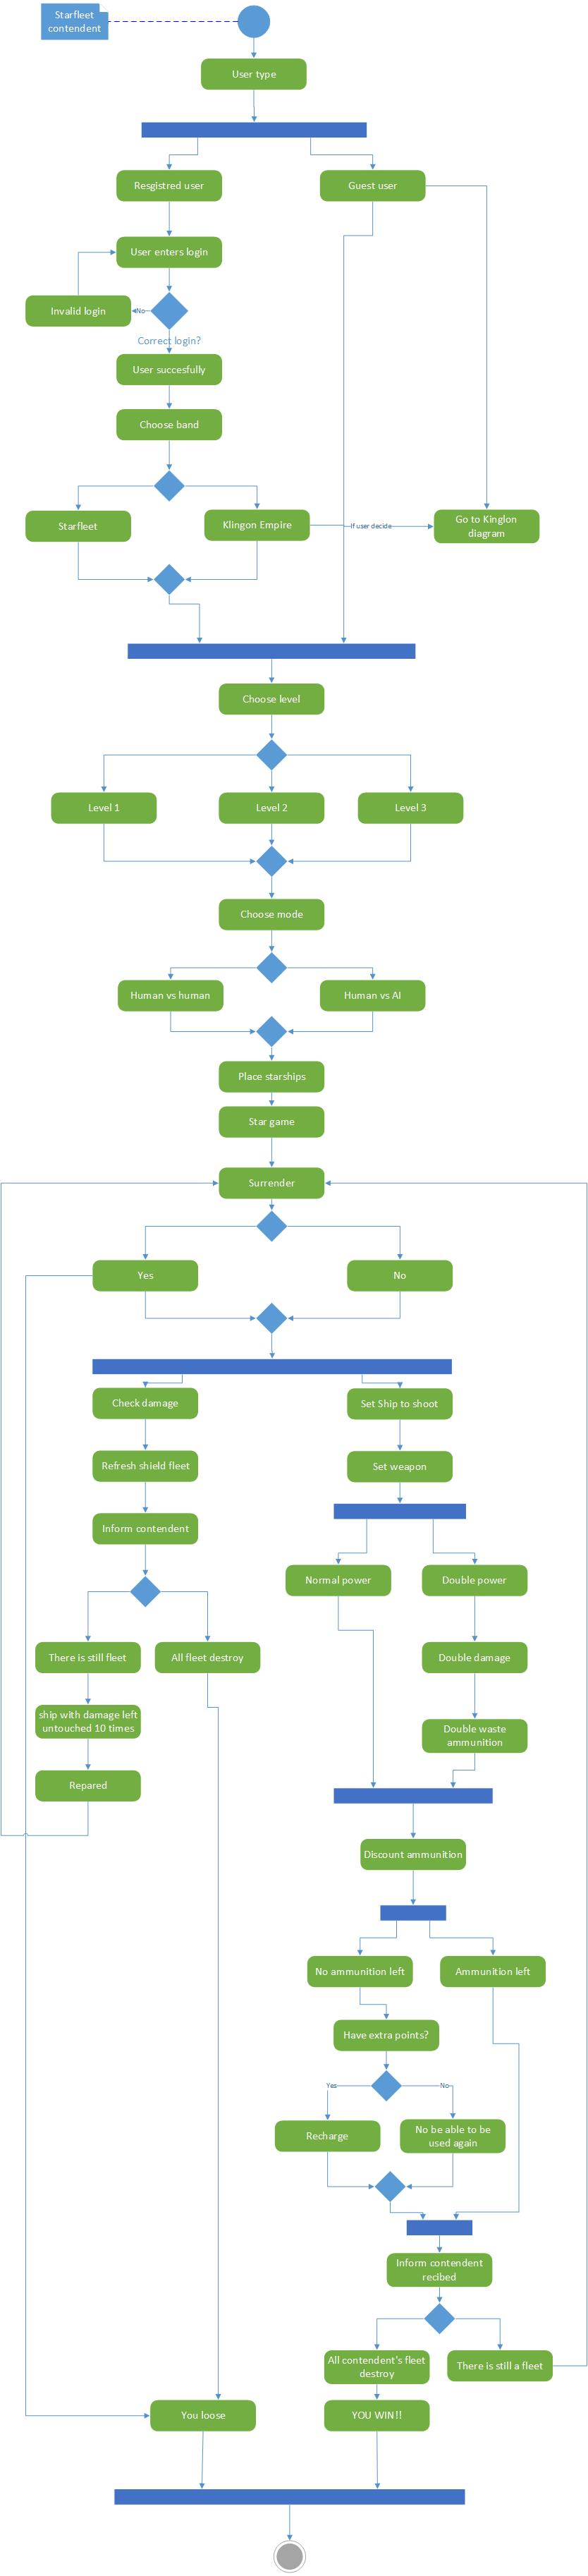 Starfleet
contendent
User type
Resgistred user
Guest user
User enters login
Invalid login
No
Correct login?
User succesfully
Choose band
Starfleet
Klingon Empire
If user decide
Go to Kinglon
diagram
Choose level
Level 1
Level 2
Level 3
Choose mode
Human vs human
Human vs AI
Place starships
Star game
Surrender
Yes
No
Check damage
Set Ship to shoot
Refresh shield fleet
Set weapon
Inform contendent
Normal power
Double power
There is still fleet
All fleet destroy
Double damage
ship with damage left
untouched 10 times
Double waste
ammunition
Repared
Discount ammunition
No ammunition left
Ammunition left
Have extra points?
Yes
No
Recharge
No be able to be
used again
Inform contendent
recibed
All contendent's fleet
destroy
There is still a fleet
You loose
YOU WIN!!